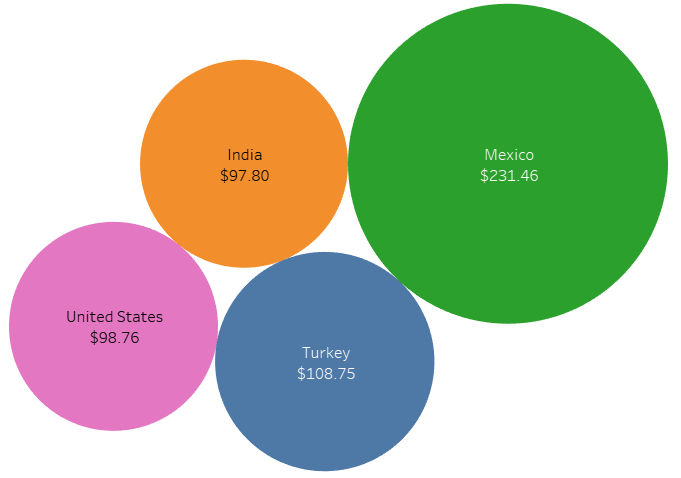 India
$97.80
Mexico
$231.46
United States
$98.76
Turkey
$108.75